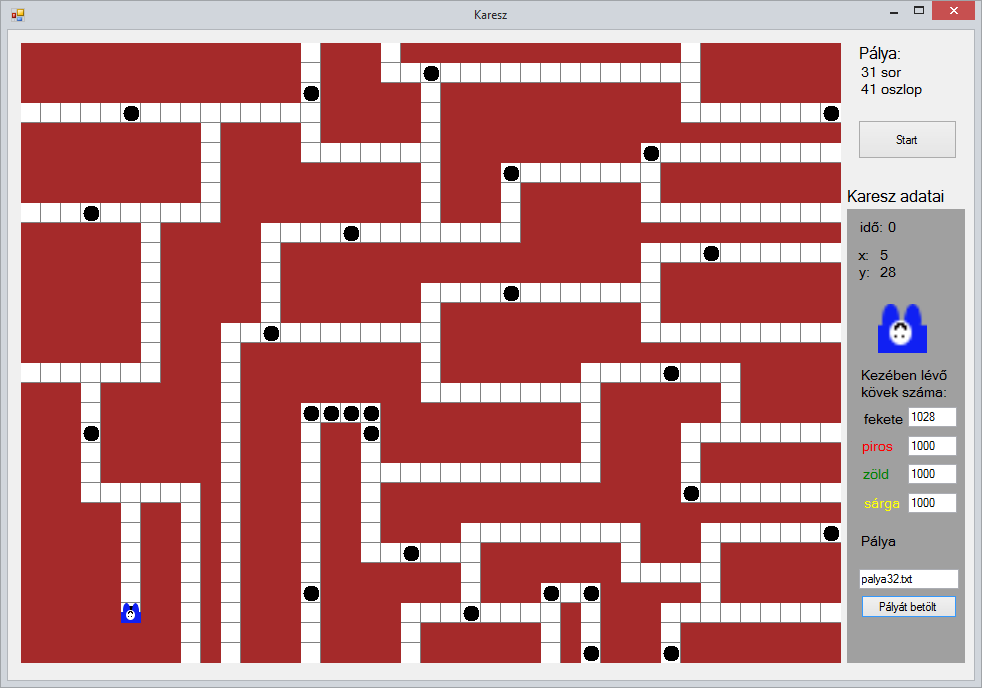 Karesz
Pálya:
31 sor
41 oszlop
Start
Karesz adatai
idő: 0
x: 5
y: 28
Kezében lévő
kövek száma:
fekete 1028
piros 1000
zöld 1000
sárga 1000
Pálya
palya32.txt
Pályát betölt